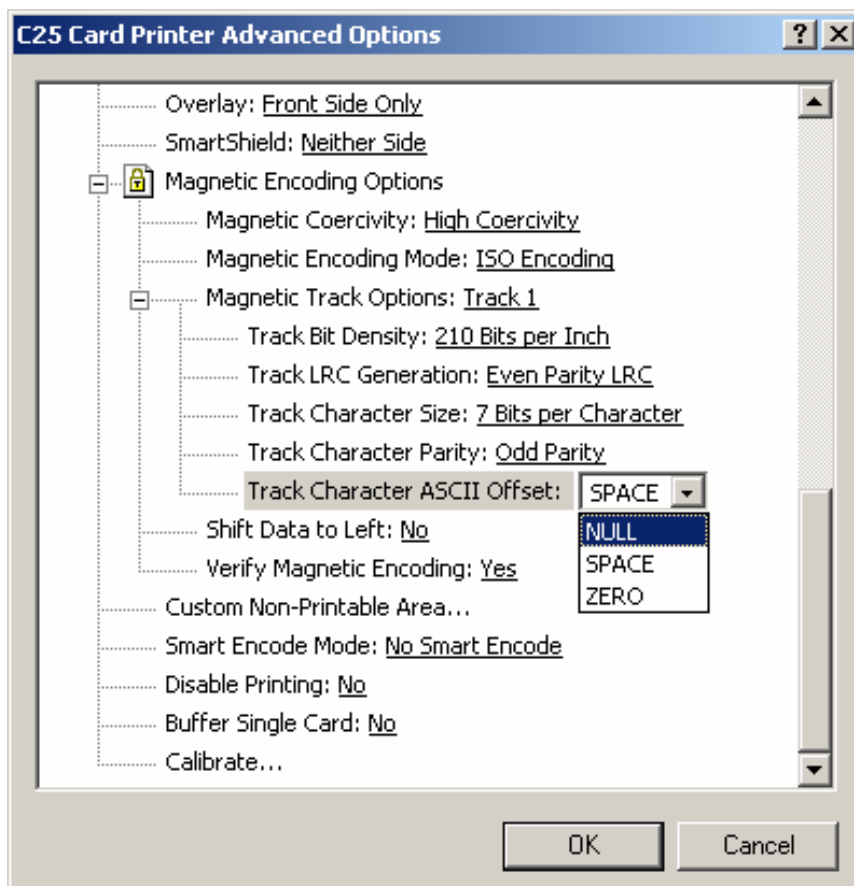 C25 Card Printer Advanced Options
Overlay: Front Side Only
SmartShield: Neither Side
Magnetic Encoding Options
Magnetic Coercivity: High Coercivity
Magnetic Encoding Mode: ISO Encoding
Magnetic Track Options: Track 1
Track Bit Density: 210 Bits per Inch
Track LRC Generation: Even Parity LRC
Track Character Size: 7 Bits per Character
Track Character Parity: Odd Parity
Track Character ASCII Offset: SPACE
NULL
SPACE
ZERO
Shift Data to Left: No
Verify Magnetic Encoding: Yes
Custom Non-Printable Area...
Smart Encode Mode: No Smart Encode
Disable Printing: No
Buffer Single Card: No
Calibrate...
OK
Cancel